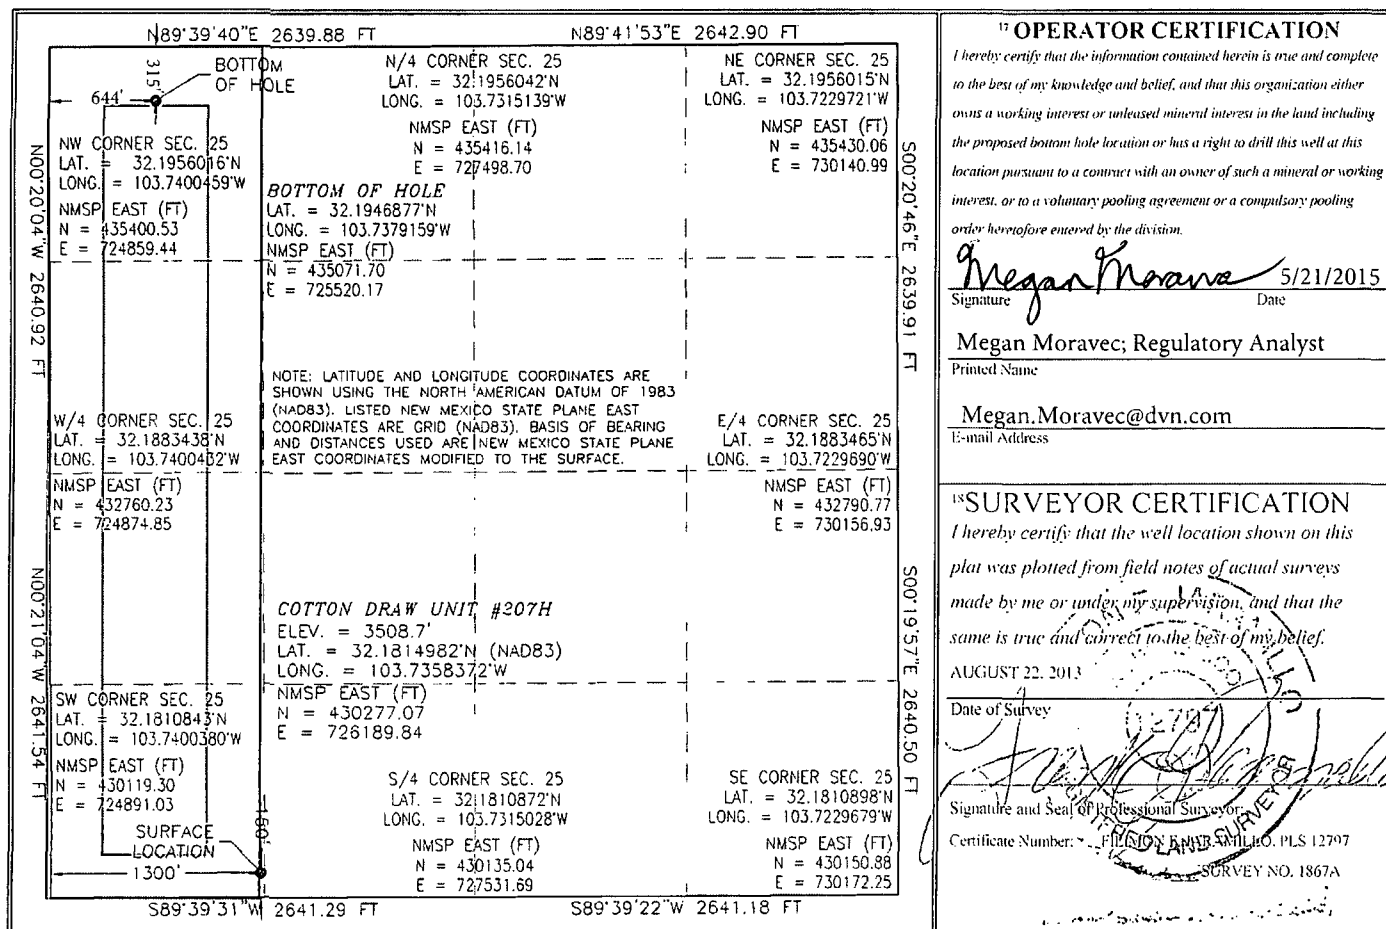 N89°39'40"E 2639.88 FT
N89°41'53"E 2642.90 FT
315'
BOTTOM
OF HOLE
644'
N/4 CORNER SEC. 25
LAT. = 32.1956042°N
LONG. = 103.7315139°W
NMSP EAST (FT)
N = 435416.14
E = 727498.70
NE CORNER SEC. 25
LAT. = 32.1956015°N
LONG. = 103.7229721°W
NMSP EAST (FT)
N = 435430.06
E = 730140.99
NW CORNER SEC. 25
LAT. = 32.1956016°N
LONG. = 103.7400459°W
NMSP EAST (FT)
N = 435400.53
E = 724859.44
BOTTOM OF HOLE
LAT. = 32.1946877°N
LONG. = 103.7379159°W
NMSP EAST (FT)
N = 435071.70
E = 725520.17
N00°20'04"W 2640.92 FT
S00°20'46"E 2639.91 FT
NOTE: LATITUDE AND LONGITUDE COORDINATES ARE
SHOWN USING THE NORTH AMERICAN DATUM OF 1983
(NAD83). LISTED NEW MEXICO STATE PLANE EAST
COORDINATES ARE GRID (NAD83). BASIS OF BEARING
AND DISTANCES USED ARE NEW MEXICO STATE PLANE
EAST COORDINATES MODIFIED TO THE SURFACE.
W/4 CORNER SEC. 25
LAT. = 32.1883438°N
LONG. = 103.7400432°W
NMSP EAST (FT)
N = 432760.23
E = 724874.85
E/4 CORNER SEC. 25
LAT. = 32.1883465°N
LONG. = 103.7229690°W
NMSP EAST (FT)
N = 432790.77
E = 730156.93
N00°21'04"W 2641.54 FT
S00°19'57"E 2640.50 FT
COTTON DRAW UNIT #207H
ELEV. = 3508.7'
LAT. = 32.1814982°N (NAD83)
LONG. = 103.7358372°W
NMSP EAST (FT)
N = 430277.07
E = 726189.84
SW CORNER SEC. 25
LAT. = 32.1810843°N
LONG. = 103.7400380°W
NMSP EAST (FT)
N = 430119.30
E = 724891.03
S/4 CORNER SEC. 25
LAT. = 32.1810872°N
LONG. = 103.7315028°W
NMSP EAST (FT)
N = 430135.04
E = 727531.69
SE CORNER SEC. 25
LAT. = 32.1810898°N
LONG. = 103.7229679°W
NMSP EAST (FT)
N = 430150.88
E = 730172.25
SURFACE
LOCATION
1300'
S89°39'31"W 2641.29 FT
S89°39'22"W 2641.18 FT
17 OPERATOR CERTIFICATION
I hereby certify that the information contained herein is true and complete
to the best of my knowledge and belief, and that this organization either
owns a working interest or unleased mineral interest in the land including
the proposed bottom hole location or has a right to drill this well at this
location pursuant to a contract with an owner of such a mineral or working
interest, or to a voluntary pooling agreement or a compulsory pooling
order heretofore entered by the division.
Megan Moravec 5/21/2015
Signature Date
Megan Moravec; Regulatory Analyst
Printed Name
Megan.Moravec@dvn.com
E-mail Address
18 SURVEYOR CERTIFICATION
I hereby certify that the well location shown on this
plat was plotted from field notes of actual surveys
made by me or under my supervision, and that the
same is true and correct to the best of my belief.
AUGUST 22, 2013
Date of Survey
Signature and Seal of Professional Surveyor:
Certificate Number: FILIMON F. JARAMILLO, PLS 12797
SURVEY NO. 1867A